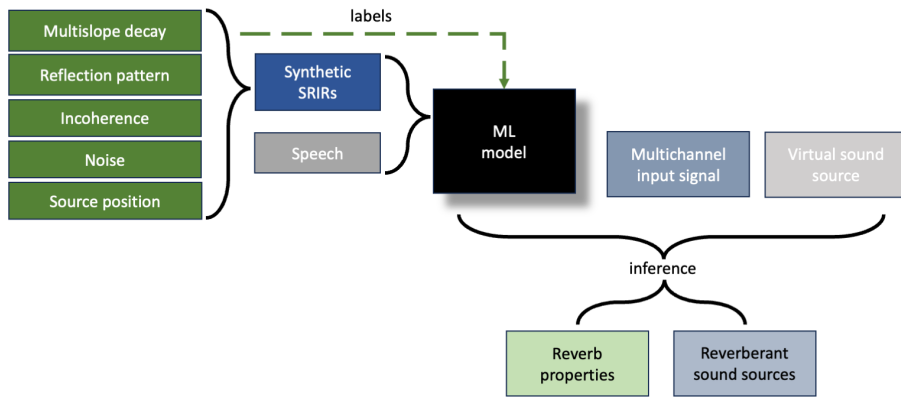 labels
Multislope decay
Reflection pattern
Incoherence
Noise
Source position
Synthetic
SRIRs
Speech
ML
model
Multichannel
input signal
Virtual sound
source
inference
Reverb
properties
Reverberant
sound sources